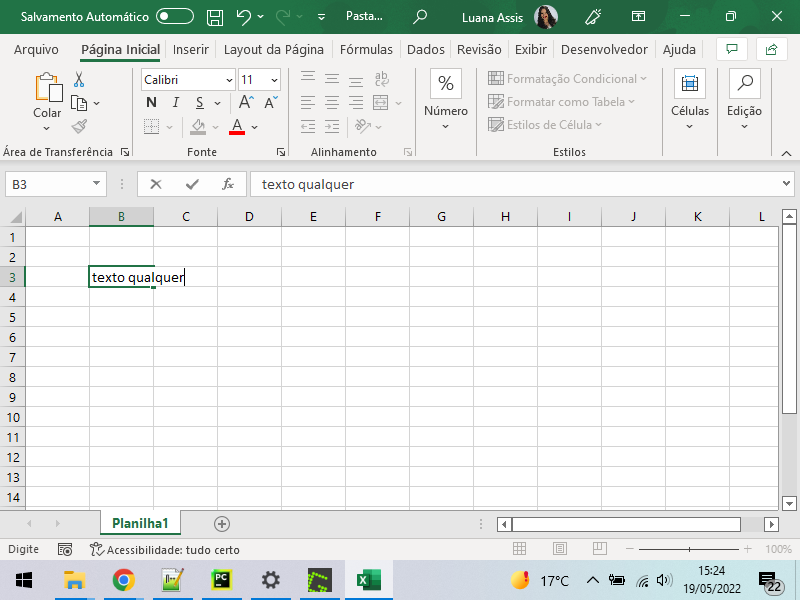 Salvamento Automático Pasta... Luana Assis
Arquivo Página Inicial Inserir Layout da Página Fórmulas Dados Revisão Exibir Desenvolvedor Ajuda
Colar
Área de Transferência
Calibri 11
N I S A A
A
Fonte
ab
Alinhamento
%
Número
Formatação Condicional
Formatar como Tabela
Estilos de Célula
Estilos
Células
Edição
B3 fx texto qualquer
A B C D E F G H I J K L
1
2
3 texto qualquer
4
5
6
7
8
9
10
11
12
13
14
Planilha1
Digite Acessibilidade: tudo certo 100%
PC 17°C 15:24
19/05/2022 22